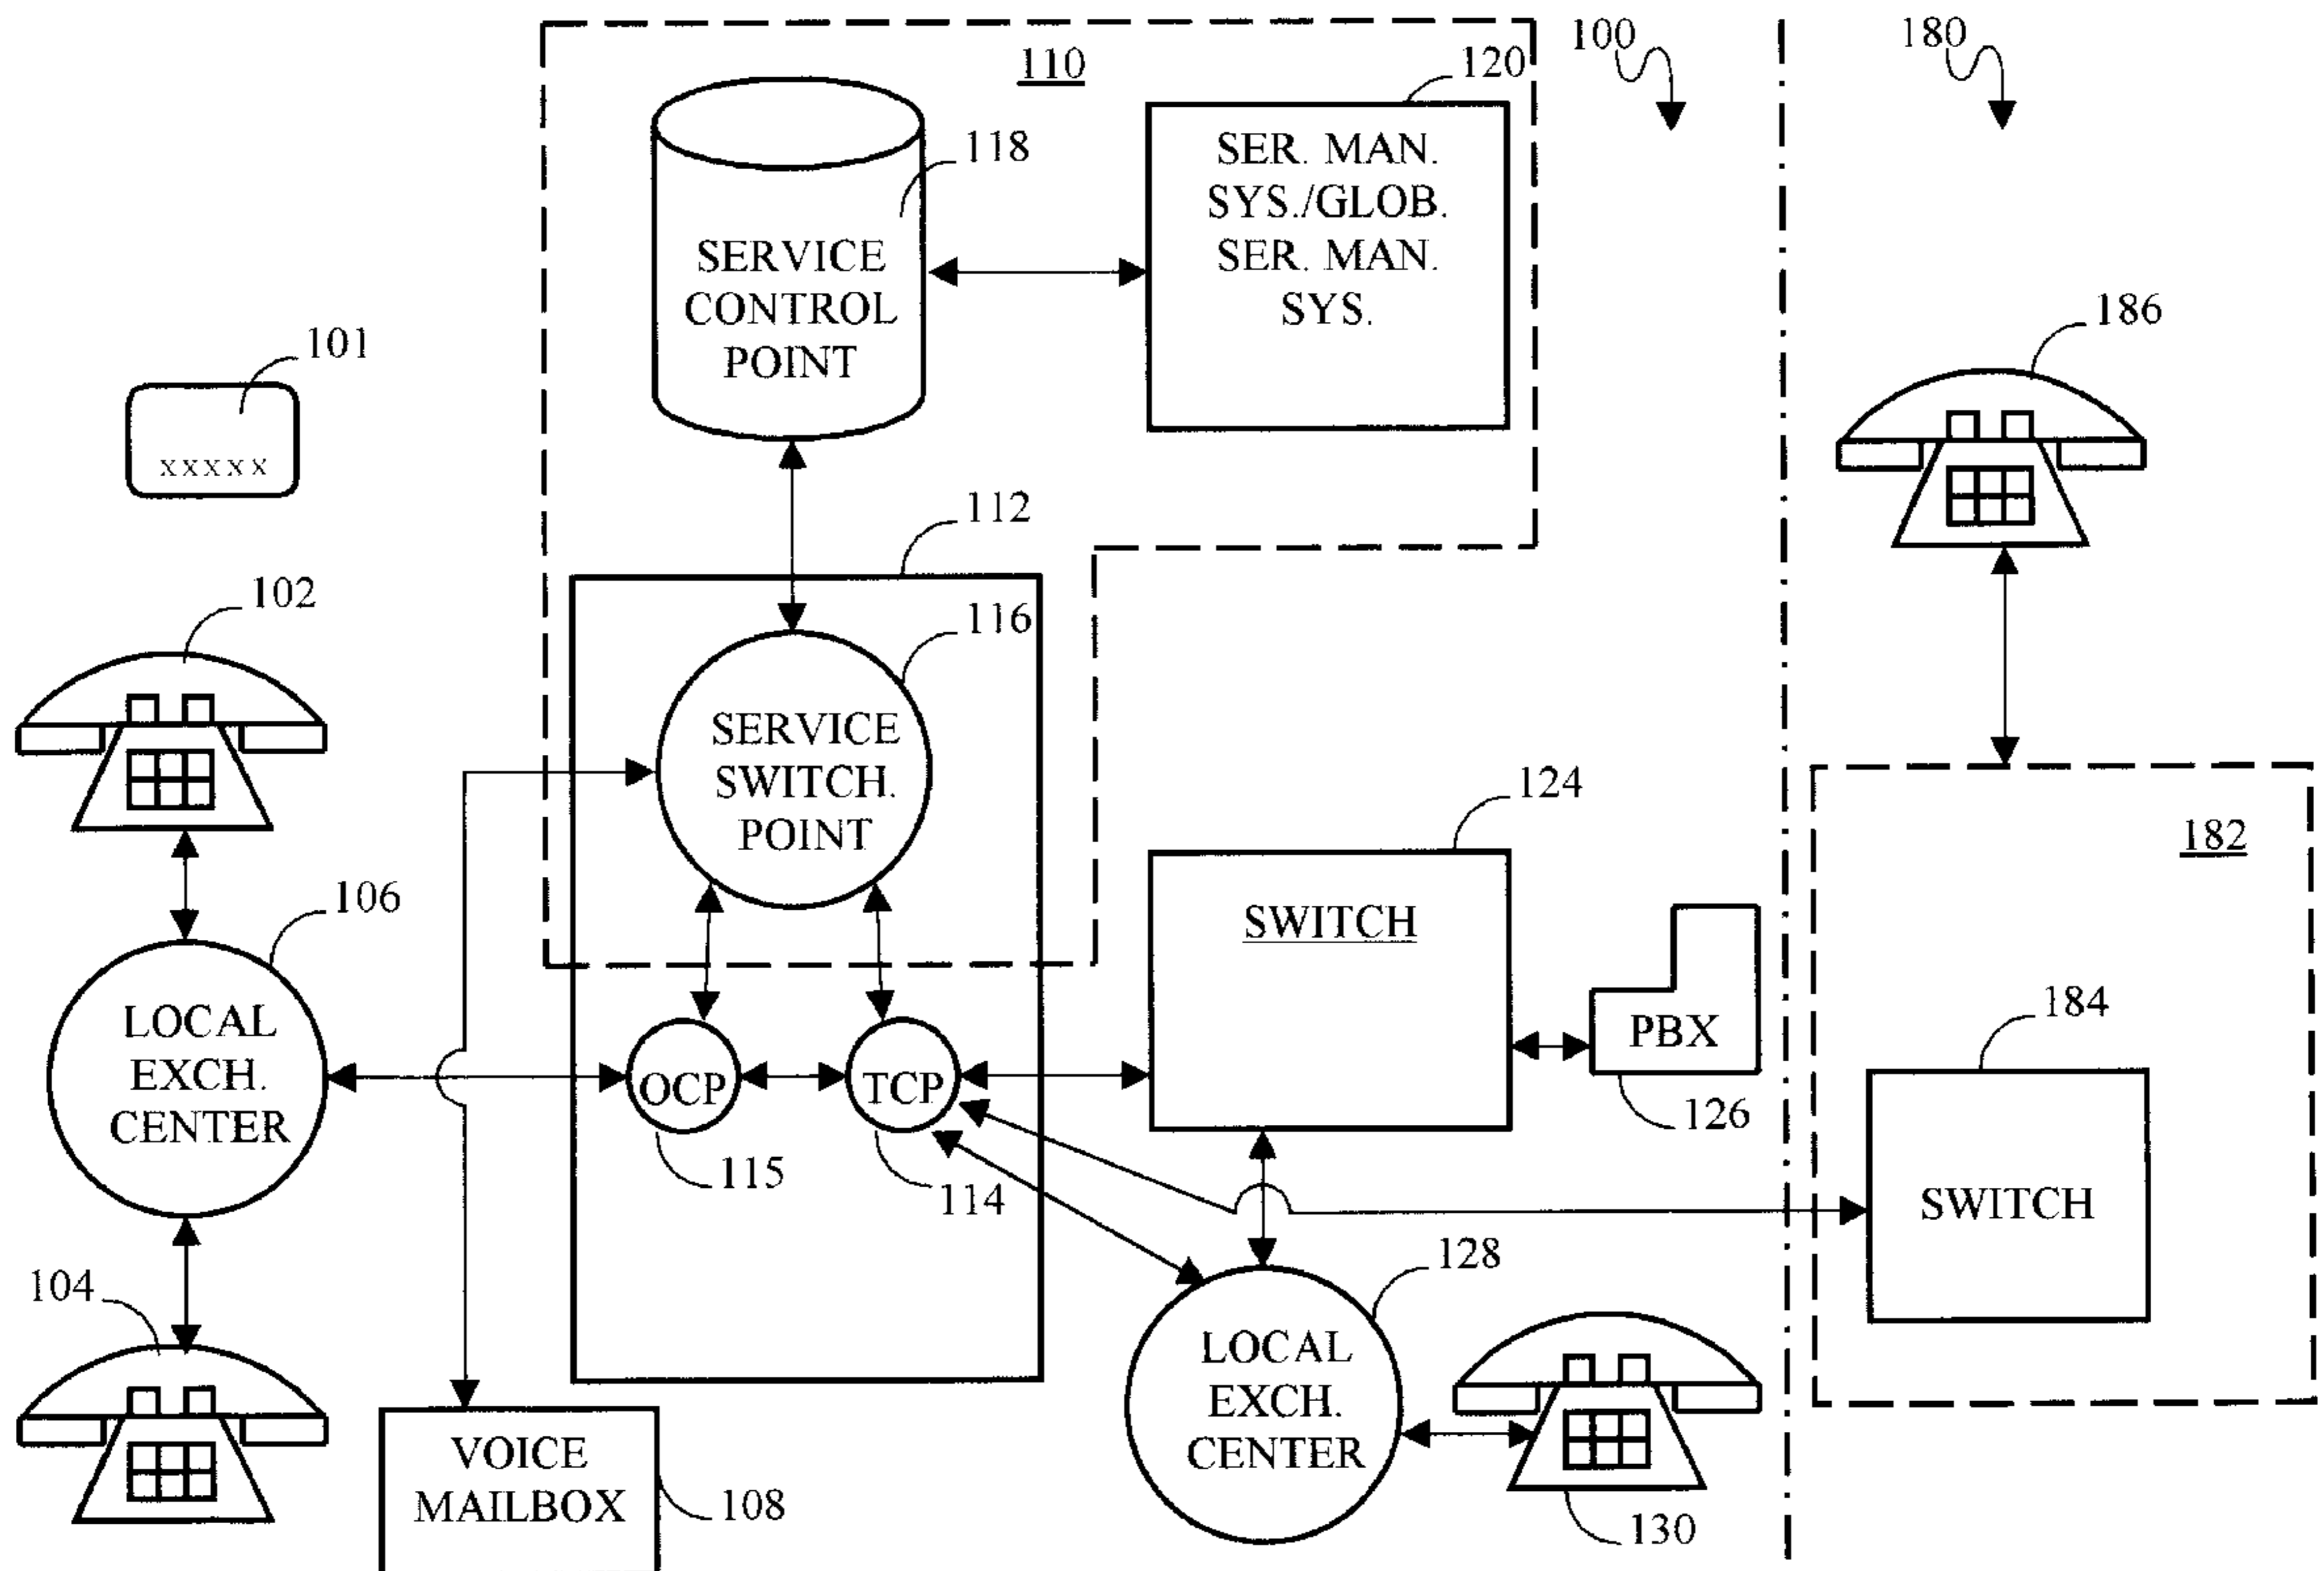 110
100
180
120
118
SER. MAN.
SYS./GLOB.
SER. MAN.
SYS.
SERVICE
CONTROL
POINT
186
101
xxxxx
112
102
116
SERVICE
SWITCH.
POINT
124
182
106
SWITCH
LOCAL
EXCH.
CENTER
184
PBX
OCP
TCP
126
115
114
SWITCH
104
128
LOCAL
EXCH.
CENTER
VOICE
MAILBOX
108
130